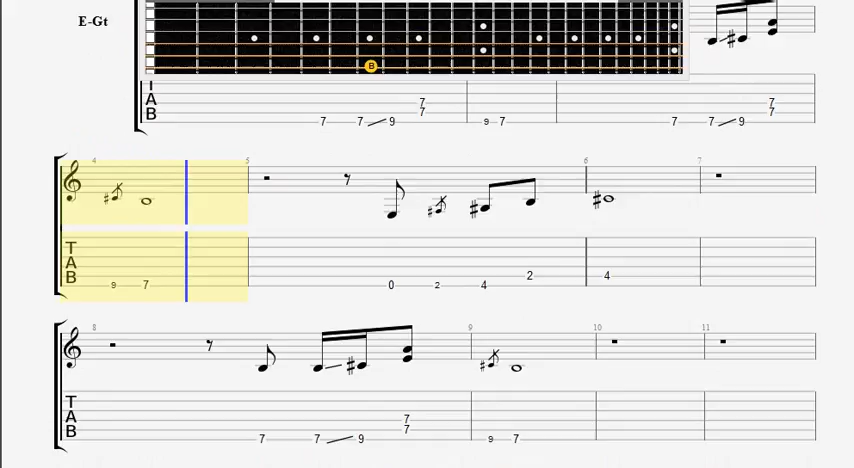 E-Gt
B
T
A 7 7
B 7
7 7 9 9 7 7 7 9
4 5 6 7
T
A
B 2 4
9 7 0 2 4
8 9 10 11
T
A 7
B 7
7 7 9 9 7